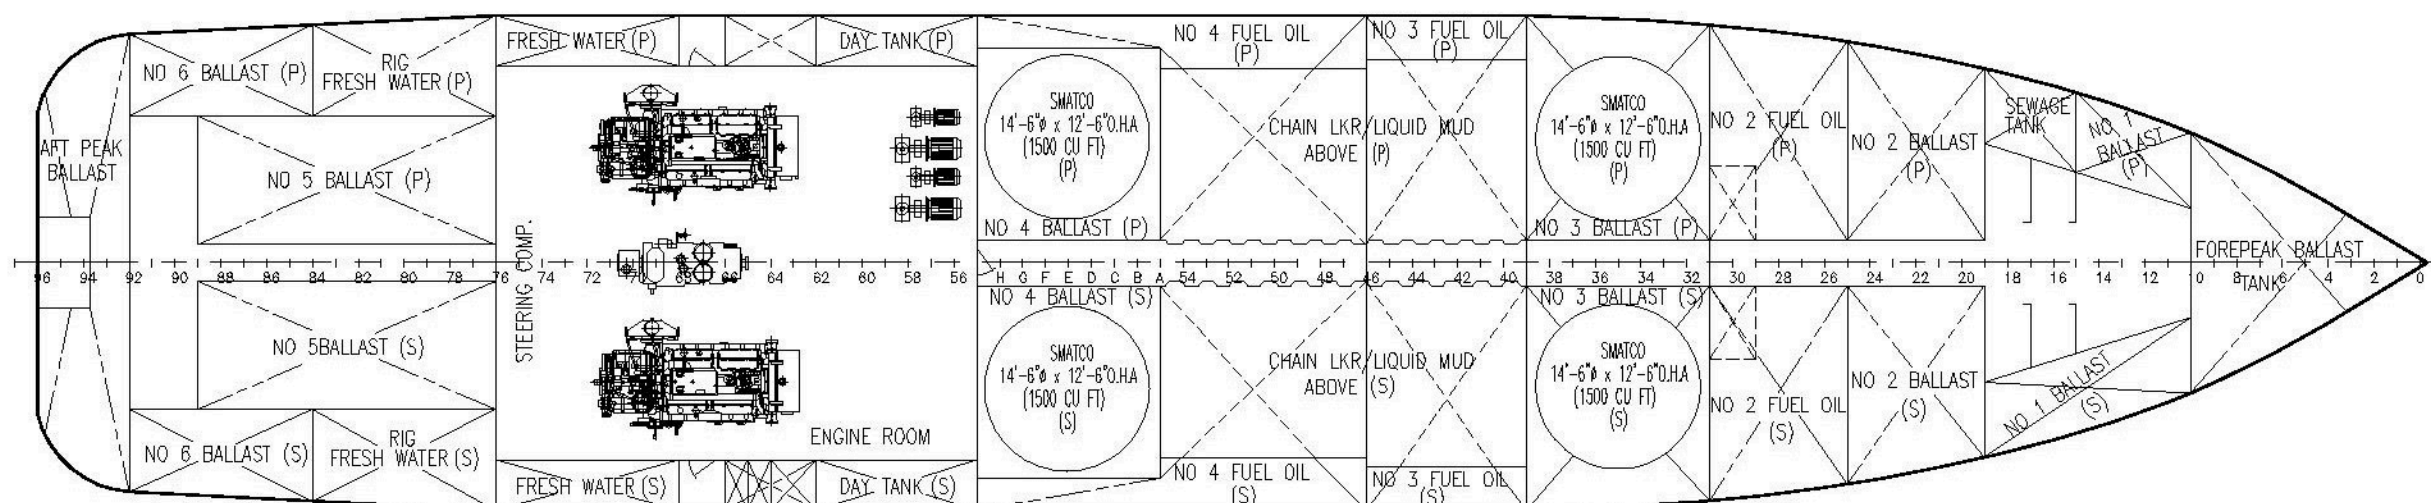 FRESH WATER (P)
DAY TANK (P)
NO 4 FUEL OIL
(P)
NO 3 FUEL OIL
(P)
NO 6 BALLAST (P)
RIG
FRESH WATER (P)
SMATCO
14'-6"ø x 12'-6"O.H.A
(1500 CU FT)
(P)
CHAIN LKR/LIQUID MUD
ABOVE (P)
SMATCO
14'-6"ø x 12'-6"O.H.A
(1500 CU FT)
(P)
NO 2 FUEL OIL
(P)
NO 2 BALLAST
(P)
SEWAGE
TANK
NO 1
BALLAST
(P)
AFT PEAK
BALLAST
NO 5 BALLAST (P)
NO 4 BALLAST (P)
NO 3 BALLAST (P)
STEERING COMP.
FOREPEAK BALLAST
TANK
96 94 92 90 88 86 84 82 80 78 76 74 72 70 68 66 64 62 60 58 56 H G F E D C B A 54 52 50 48 46 44 42 40 38 36 34 32 30 28 26 24 22 20 18 16 14 12 10 8 6 4 2 0
NO 4 BALLAST (S)
NO 3 BALLAST (S)
NO 5BALLAST (S)
SMATCO
14'-6"ø x 12'-6"O.H.A
(1500 CU FT)
(S)
CHAIN LKR/LIQUID MUD
ABOVE (S)
SMATCO
14'-6"ø x 12'-6"O.H.A
(1500 CU FT)
(S)
NO 2 FUEL OIL
(S)
NO 2 BALLAST
(S)
NO 1 BALLAST
(S)
ENGINE ROOM
NO 6 BALLAST (S)
RIG
FRESH WATER (S)
FRESH WATER (S)
DAY TANK (S)
NO 4 FUEL OIL
(S)
NO 3 FUEL OIL
(S)